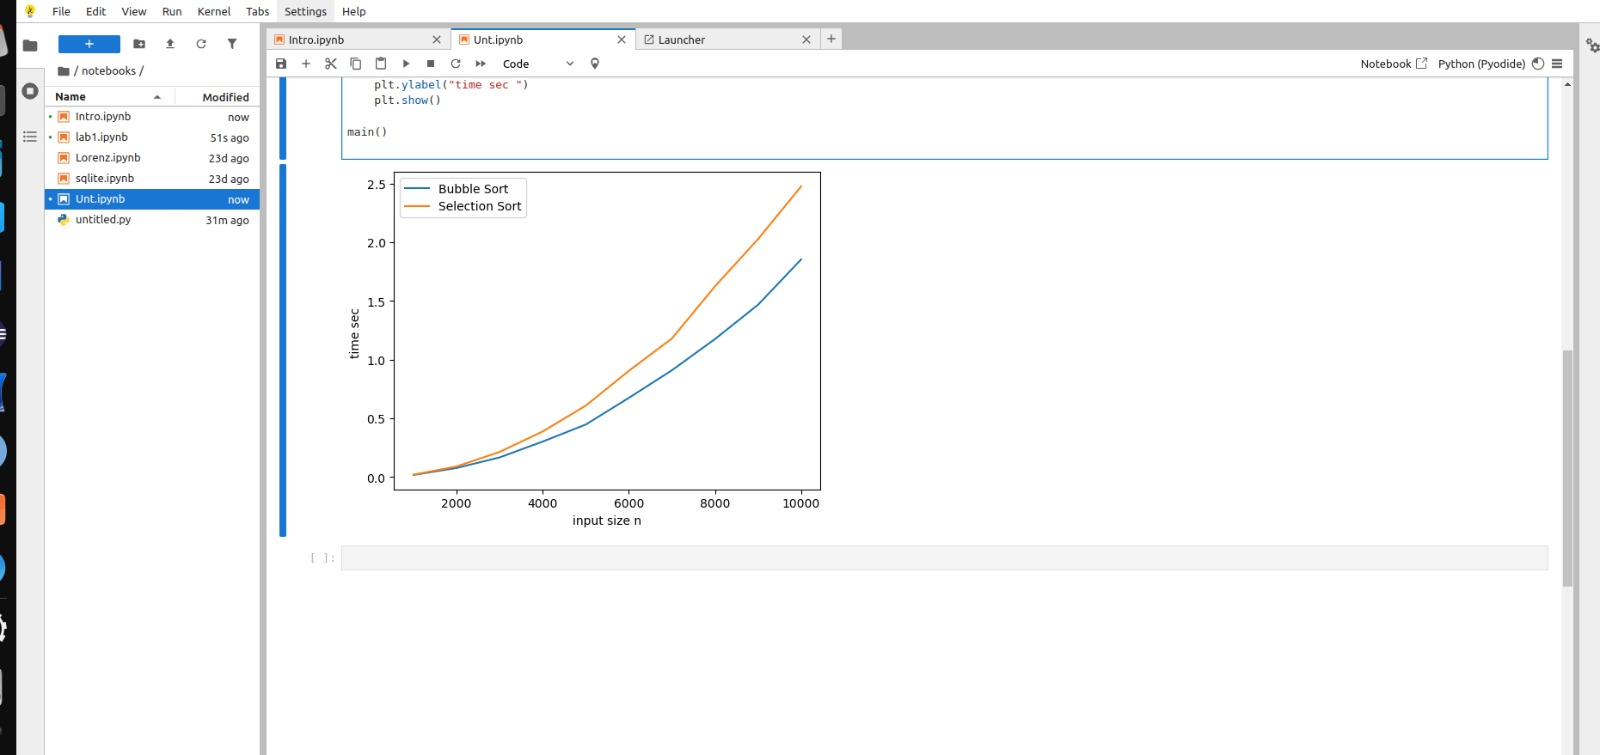 File Edit View Run Kernel Tabs Settings Help
Intro.ipynb Unt.ipynb Launcher
Code Notebook Python (Pyodide)
/ notebooks /
Name Modified
Intro.ipynb now
lab1.ipynb 51s ago
Lorenz.ipynb 23d ago
sqlite.ipynb 23d ago
Unt.ipynb now
untitled.py 31m ago
plt.ylabel("time sec ")
plt.show()
main()
Bubble Sort
Selection Sort
2.5
2.0
1.5
1.0
0.5
0.0
time sec
2000 4000 6000 8000 10000
input size n
[ ]: